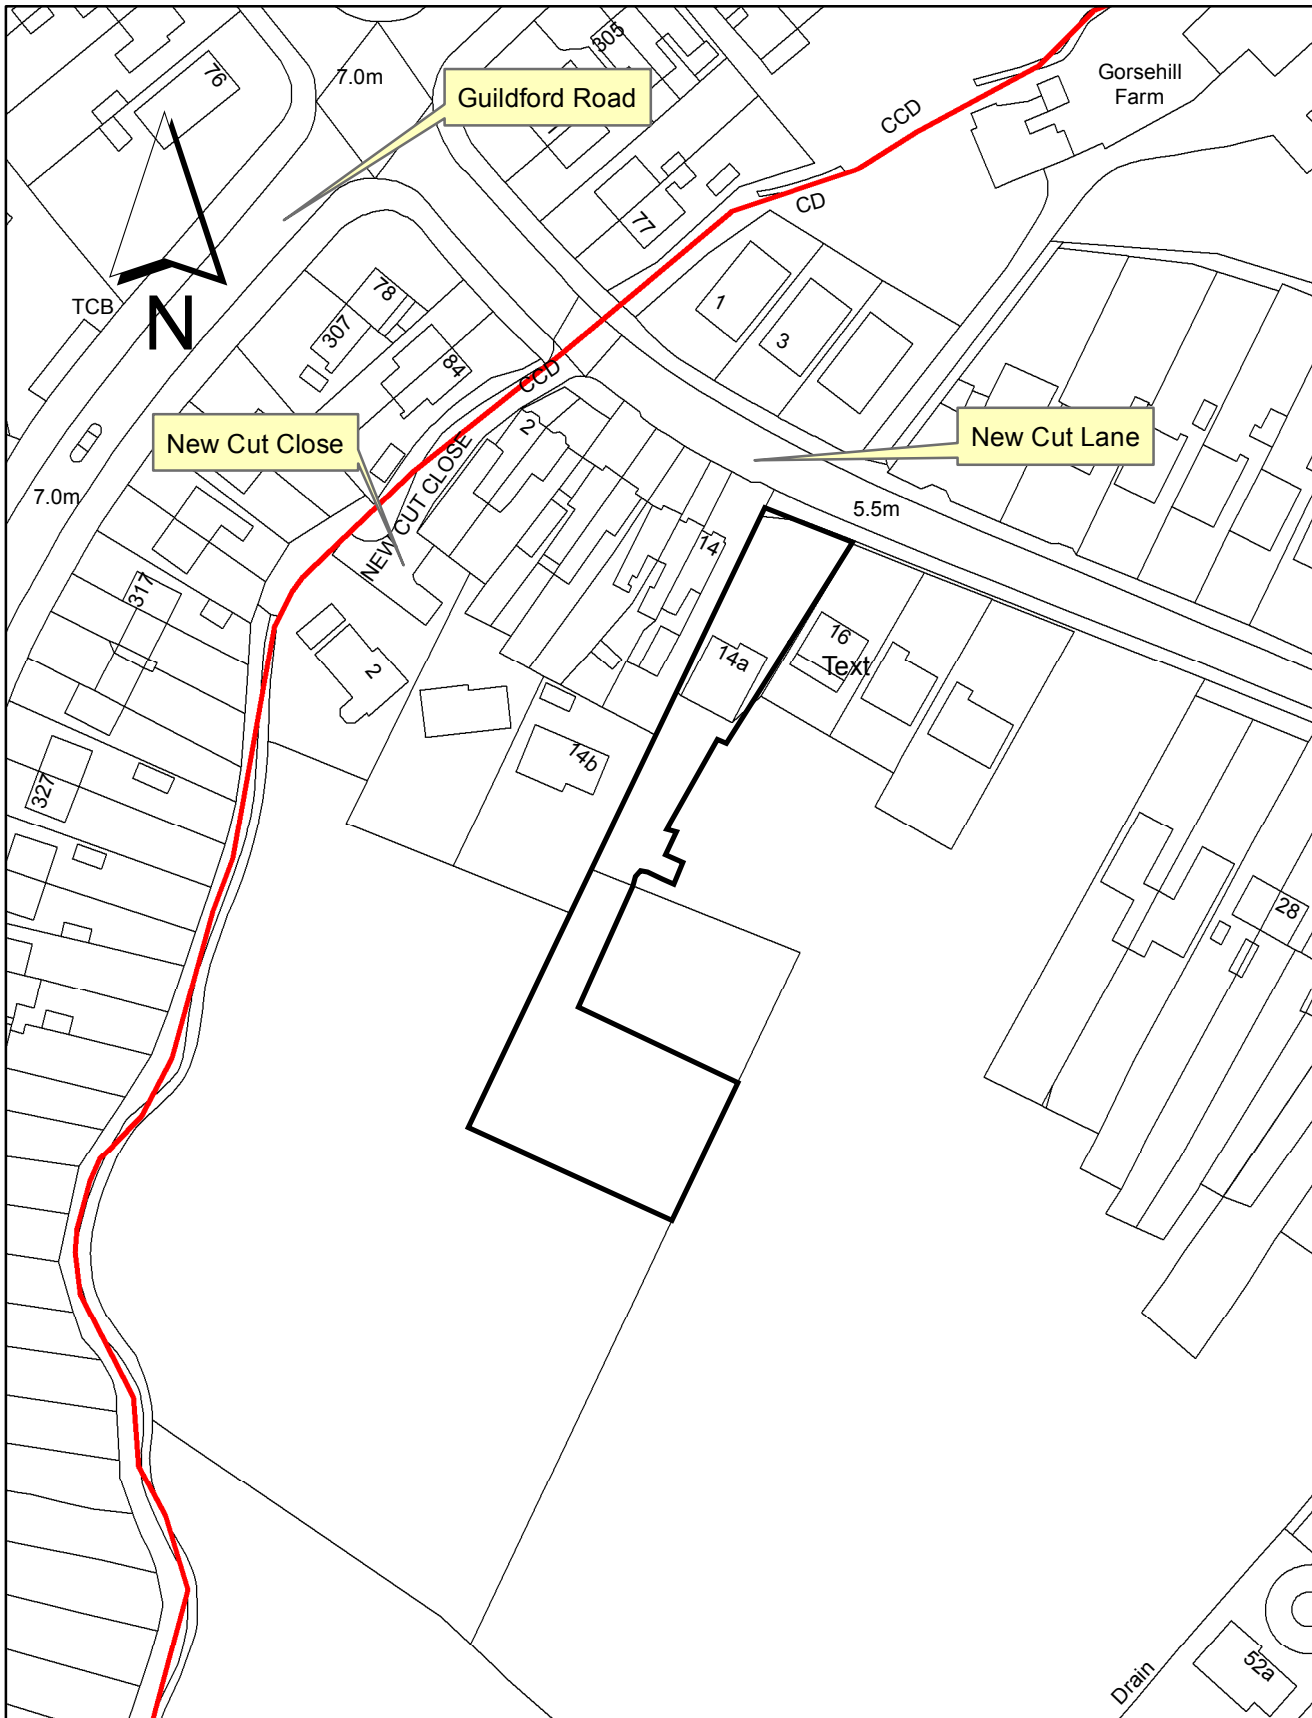 76
7.0m
305
Guildford Road
Gorsehill
Farm
CCD
77
CD
TCB
N
78
307
84
1
3
CCD
New Cut Close
2
New Cut Lane
NEW CUT CLOSE
7.0m
5.5m
14
317
14a
16
Text
2
14b
327
28
52a
Drain